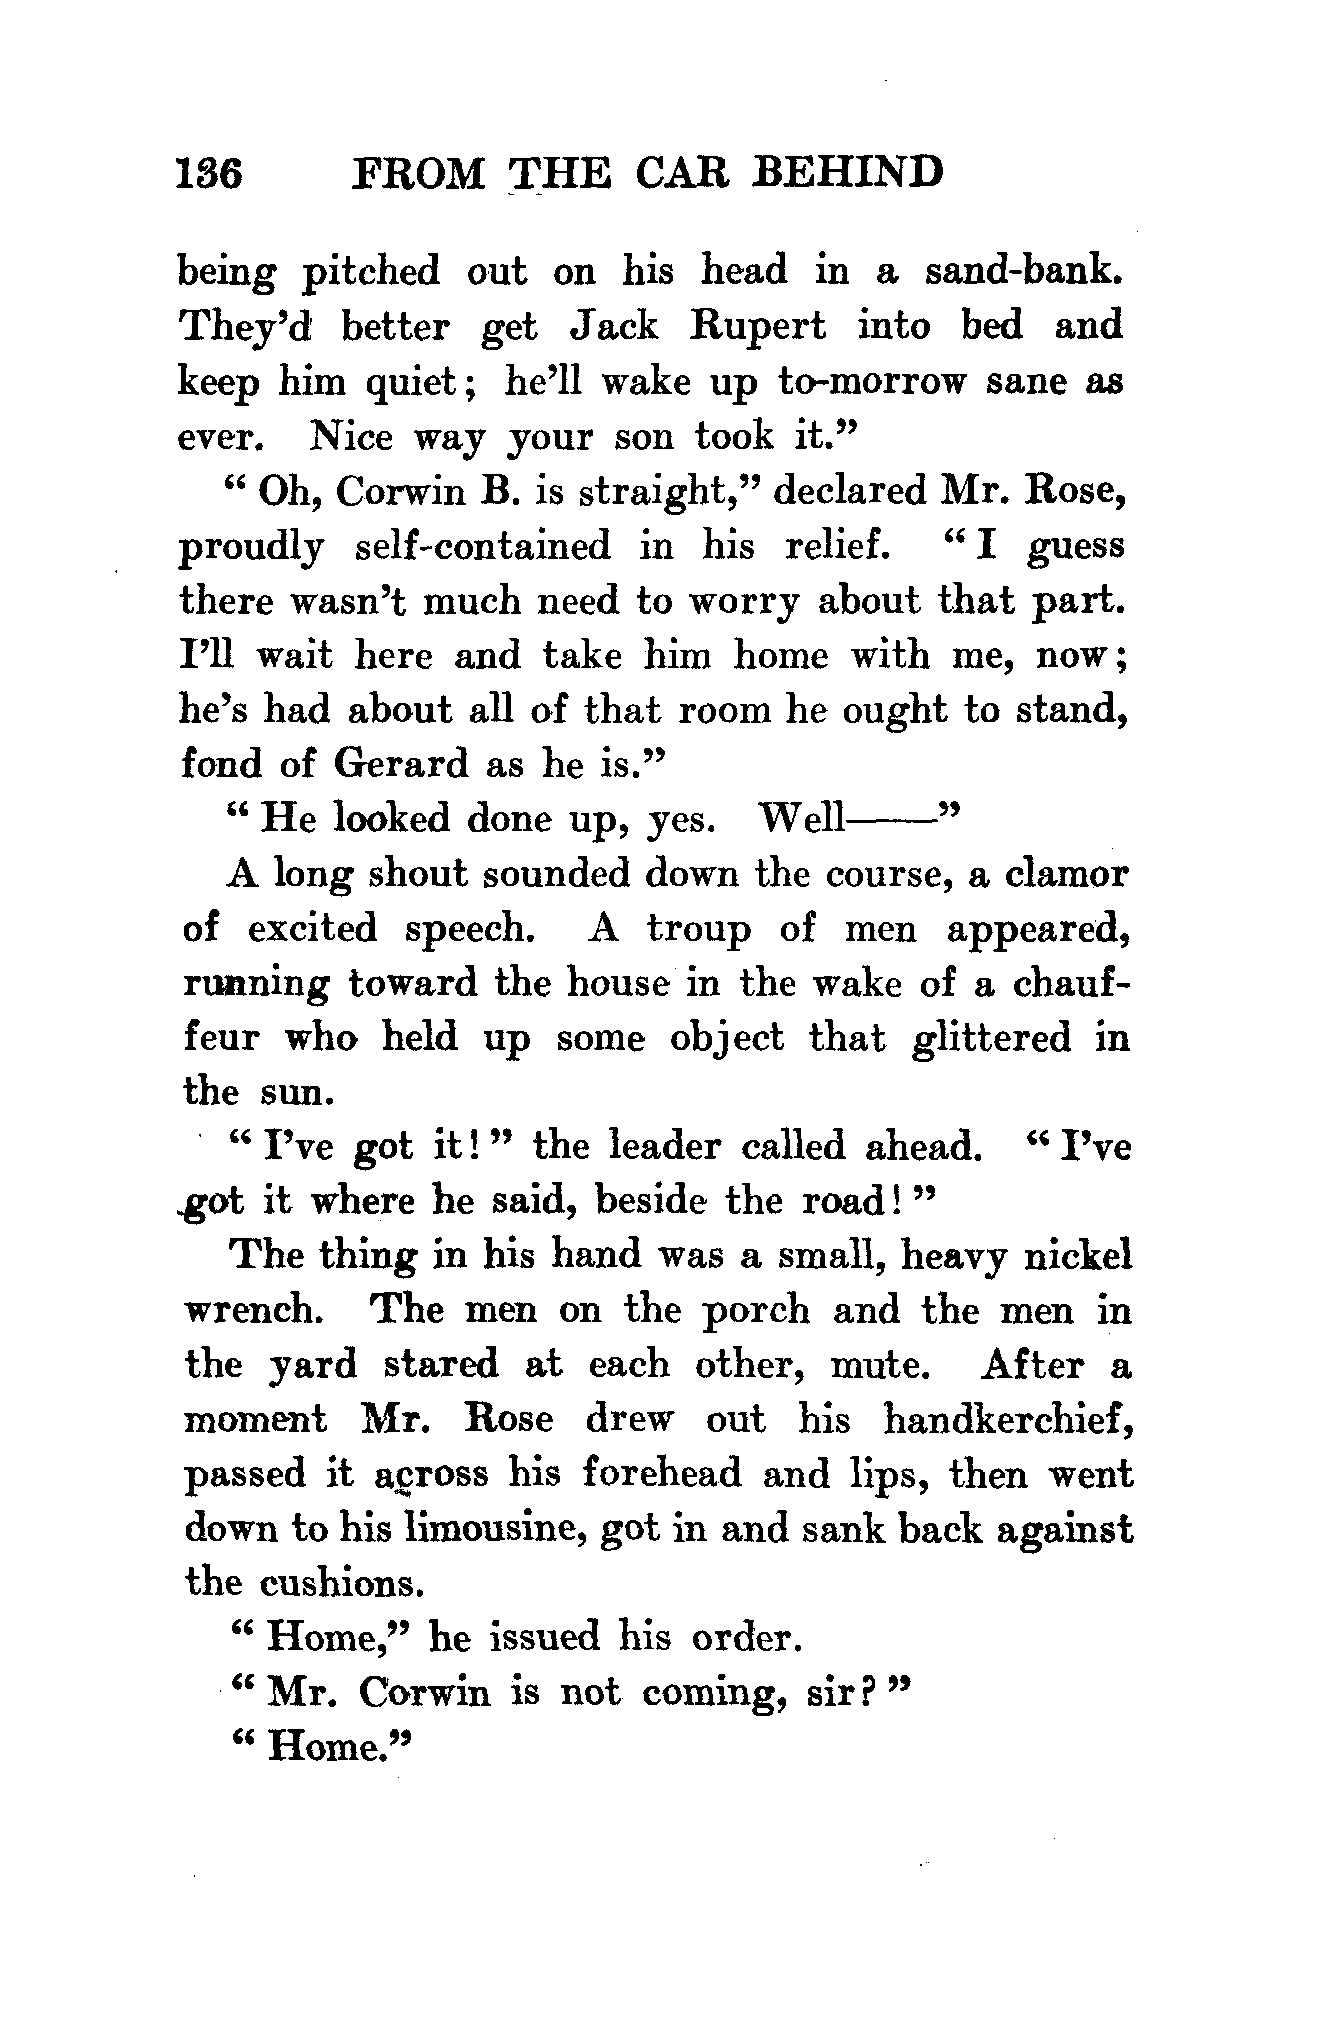 136 FROM THE CAR BEHIND
being pitched out on his head in a sand-bank.
They'd better get Jack Rupert into bed and
keep him quiet; he'll wake up to-morrow sane as
ever. Nice way your son took it."
"Oh, Corwin B. is straight," declared Mr. Rose,
proudly self-contained in his relief. "I guess
there wasn't much need to worry about that part.
I'll wait here and take him home with me, now;
he's had about all of that room he ought to stand,
fond of Gerard as he is."
"He looked done up, yes. Well——"
A long shout sounded down the course, a clamor
of excited speech. A troup of men appeared,
running toward the house in the wake of a chauf-
feur who held up some object that glittered in
the sun.
"I've got it!" the leader called ahead. "I've
got it where he said, beside the road!"
The thing in his hand was a small, heavy nickel
wrench. The men on the porch and the men in
the yard stared at each other, mute. After a
moment Mr. Rose drew out his handkerchief,
passed it across his forehead and lips, then went
down to his limousine, got in and sank back against
the cushions.
"Home," he issued his order.
"Mr. Corwin is not coming, sir?"
"Home."